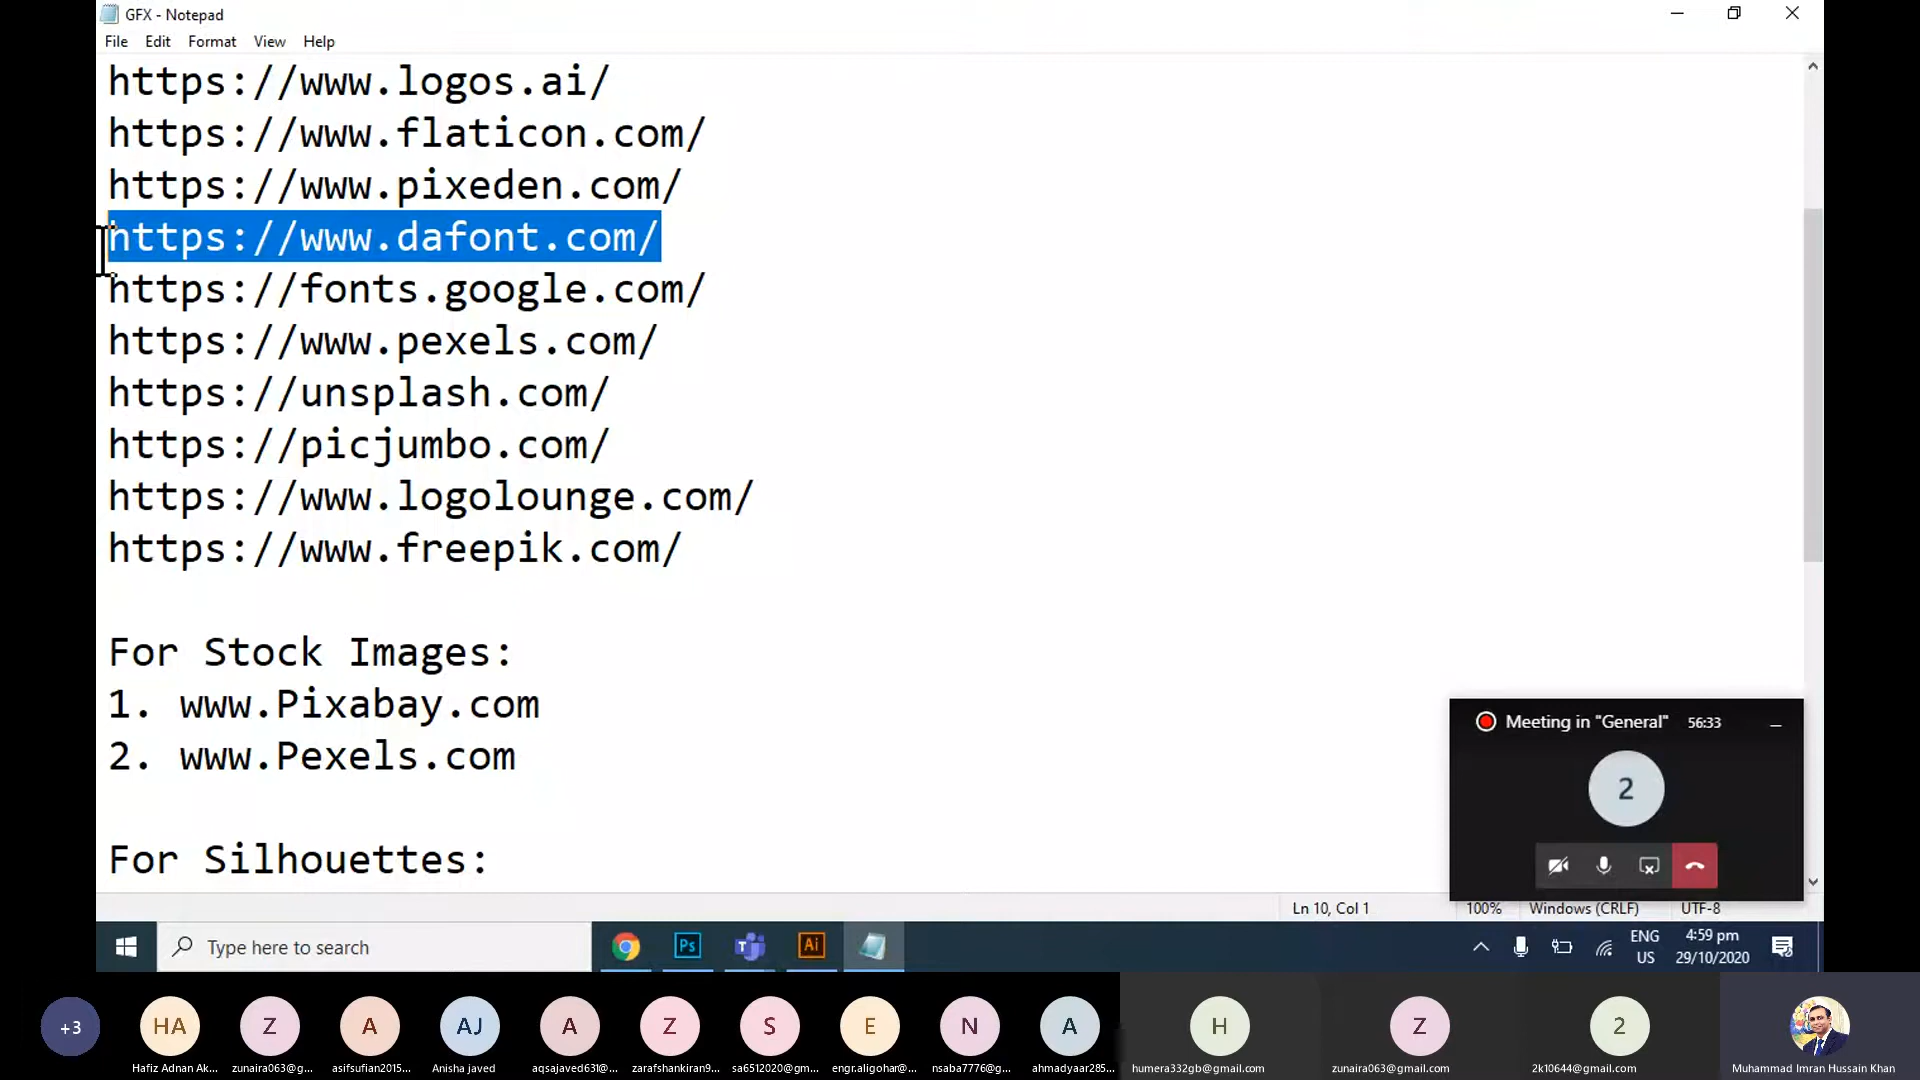 GFX - Notepad
File Edit Format View Help
https://www.logos.ai/
https://www.flaticon.com/
https://www.pixeden.com/
https://www.dafont.com/
https://fonts.google.com/
https://www.pexels.com/
https://unsplash.com/
https://picjumbo.com/
https://www.logolounge.com/
https://www.freepik.com/
For Stock Images:
1. www.Pixabay.com
2. www.Pexels.com
For Silhouettes:
Meeting in "General" 56:33
2
Ln 10, Col 1 100% Windows (CRLF) UTF-8
Type here to search
Ps
Ai
ENG
US
4:59 pm
29/10/2020
+3 HA Z A AJ A Z S E N A H Z 2
Hafiz Adnan Ak... zunaira063@g... asifsufian2015... Anisha javed aqsajaved631@... zarafshankiran9... sa6512020@gm... engr.aligohar@... nsaba7776@g... ahmadyaar285... humera332gb@gmail.com zunaira063@gmail.com 2k10644@gmail.com Muhammad Imran Hussain Khan